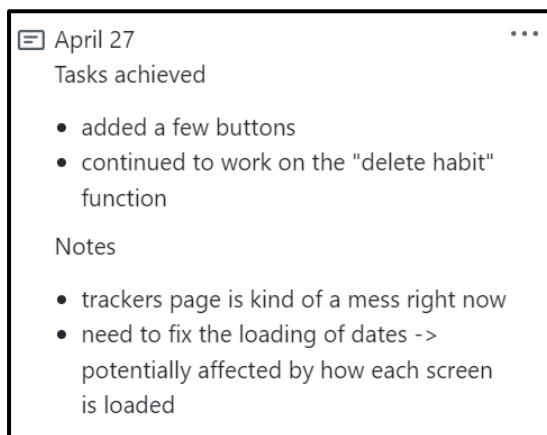 April 27
Tasks achieved
• added a few buttons
• continued to work on the "delete habit"
function
Notes
• trackers page is kind of a mess right now
• need to fix the loading of dates ->
potentially affected by how each screen
is loaded